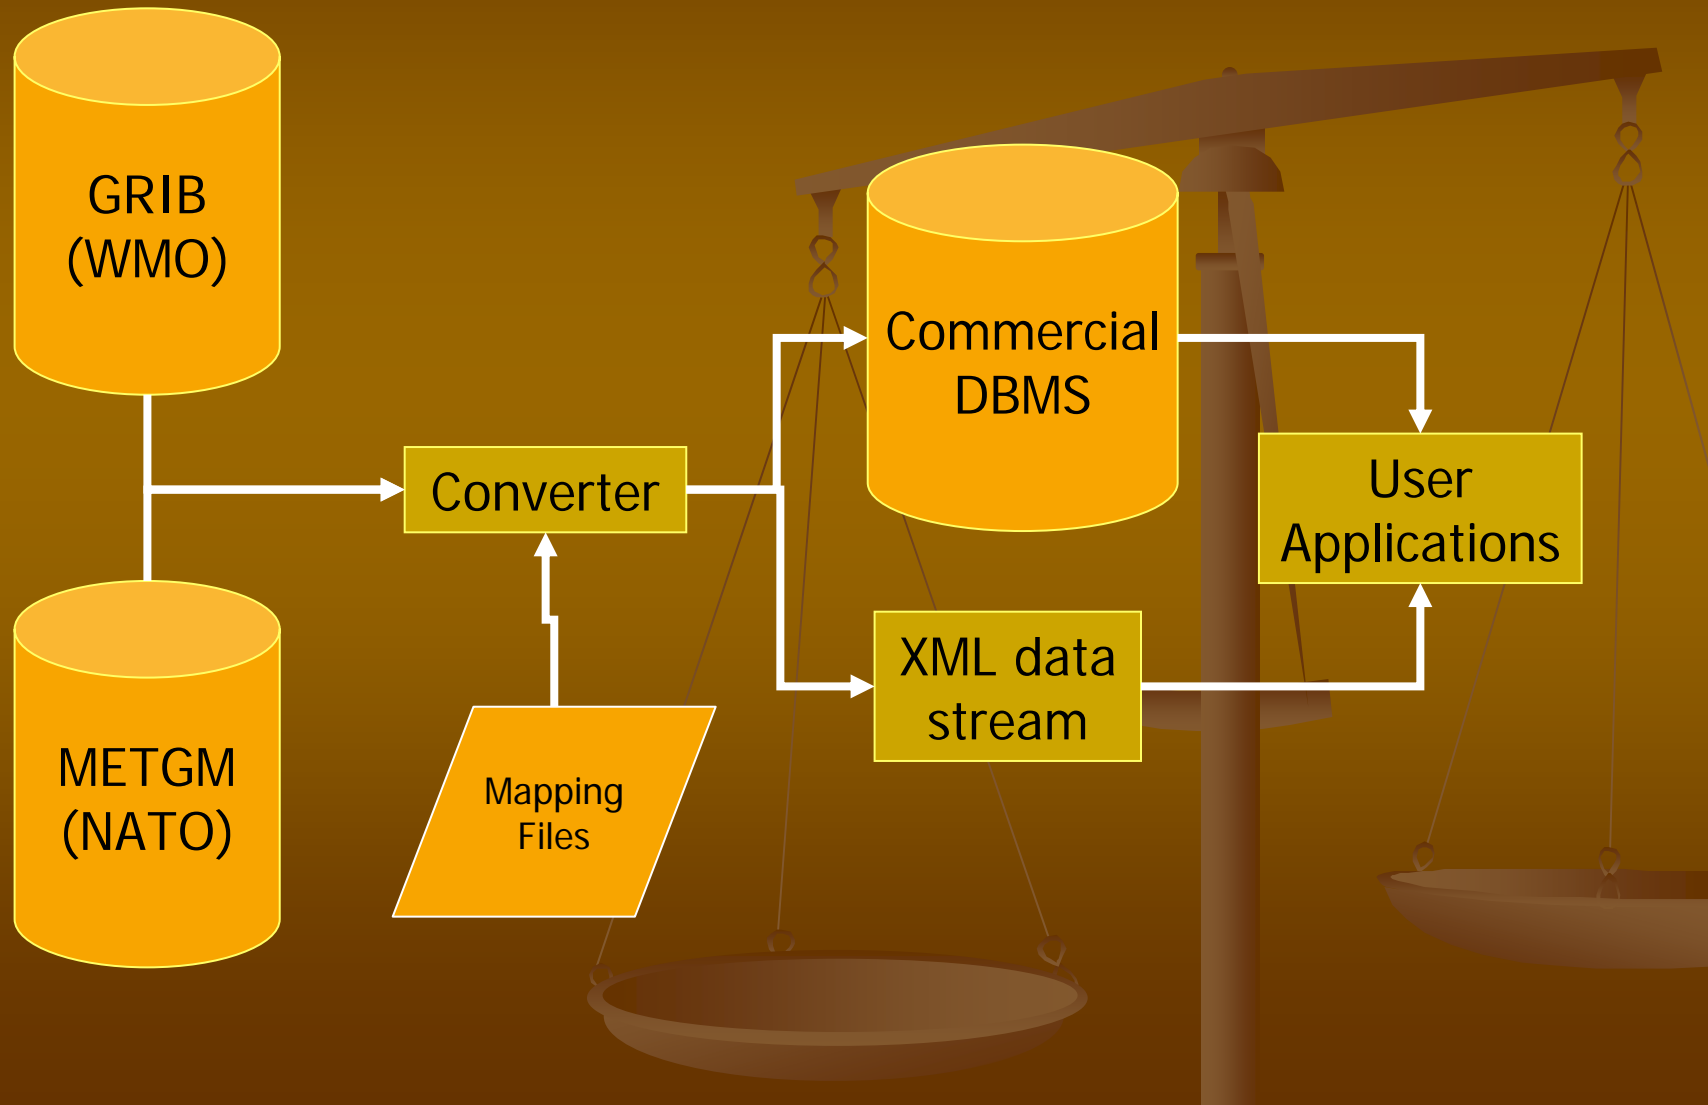 GRIB
(WMO)
Commercial
DBMS
Converter
User
Applications
XML data
stream
METGM
(NATO)
Mapping
Files